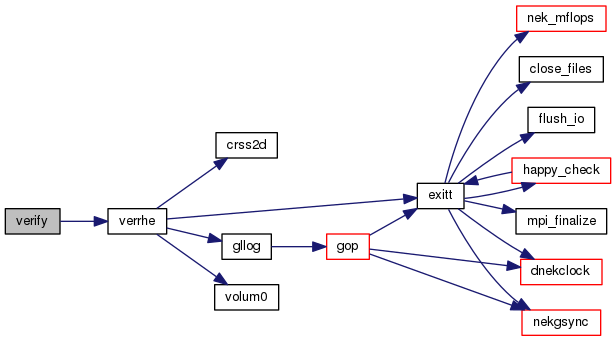 nek_mflops
close_files
flush_io
crss2d
happy_check
exitt
verify
verrhe
mpi_finalize
gllog
gop
dnekclock
volum0
nekgsync